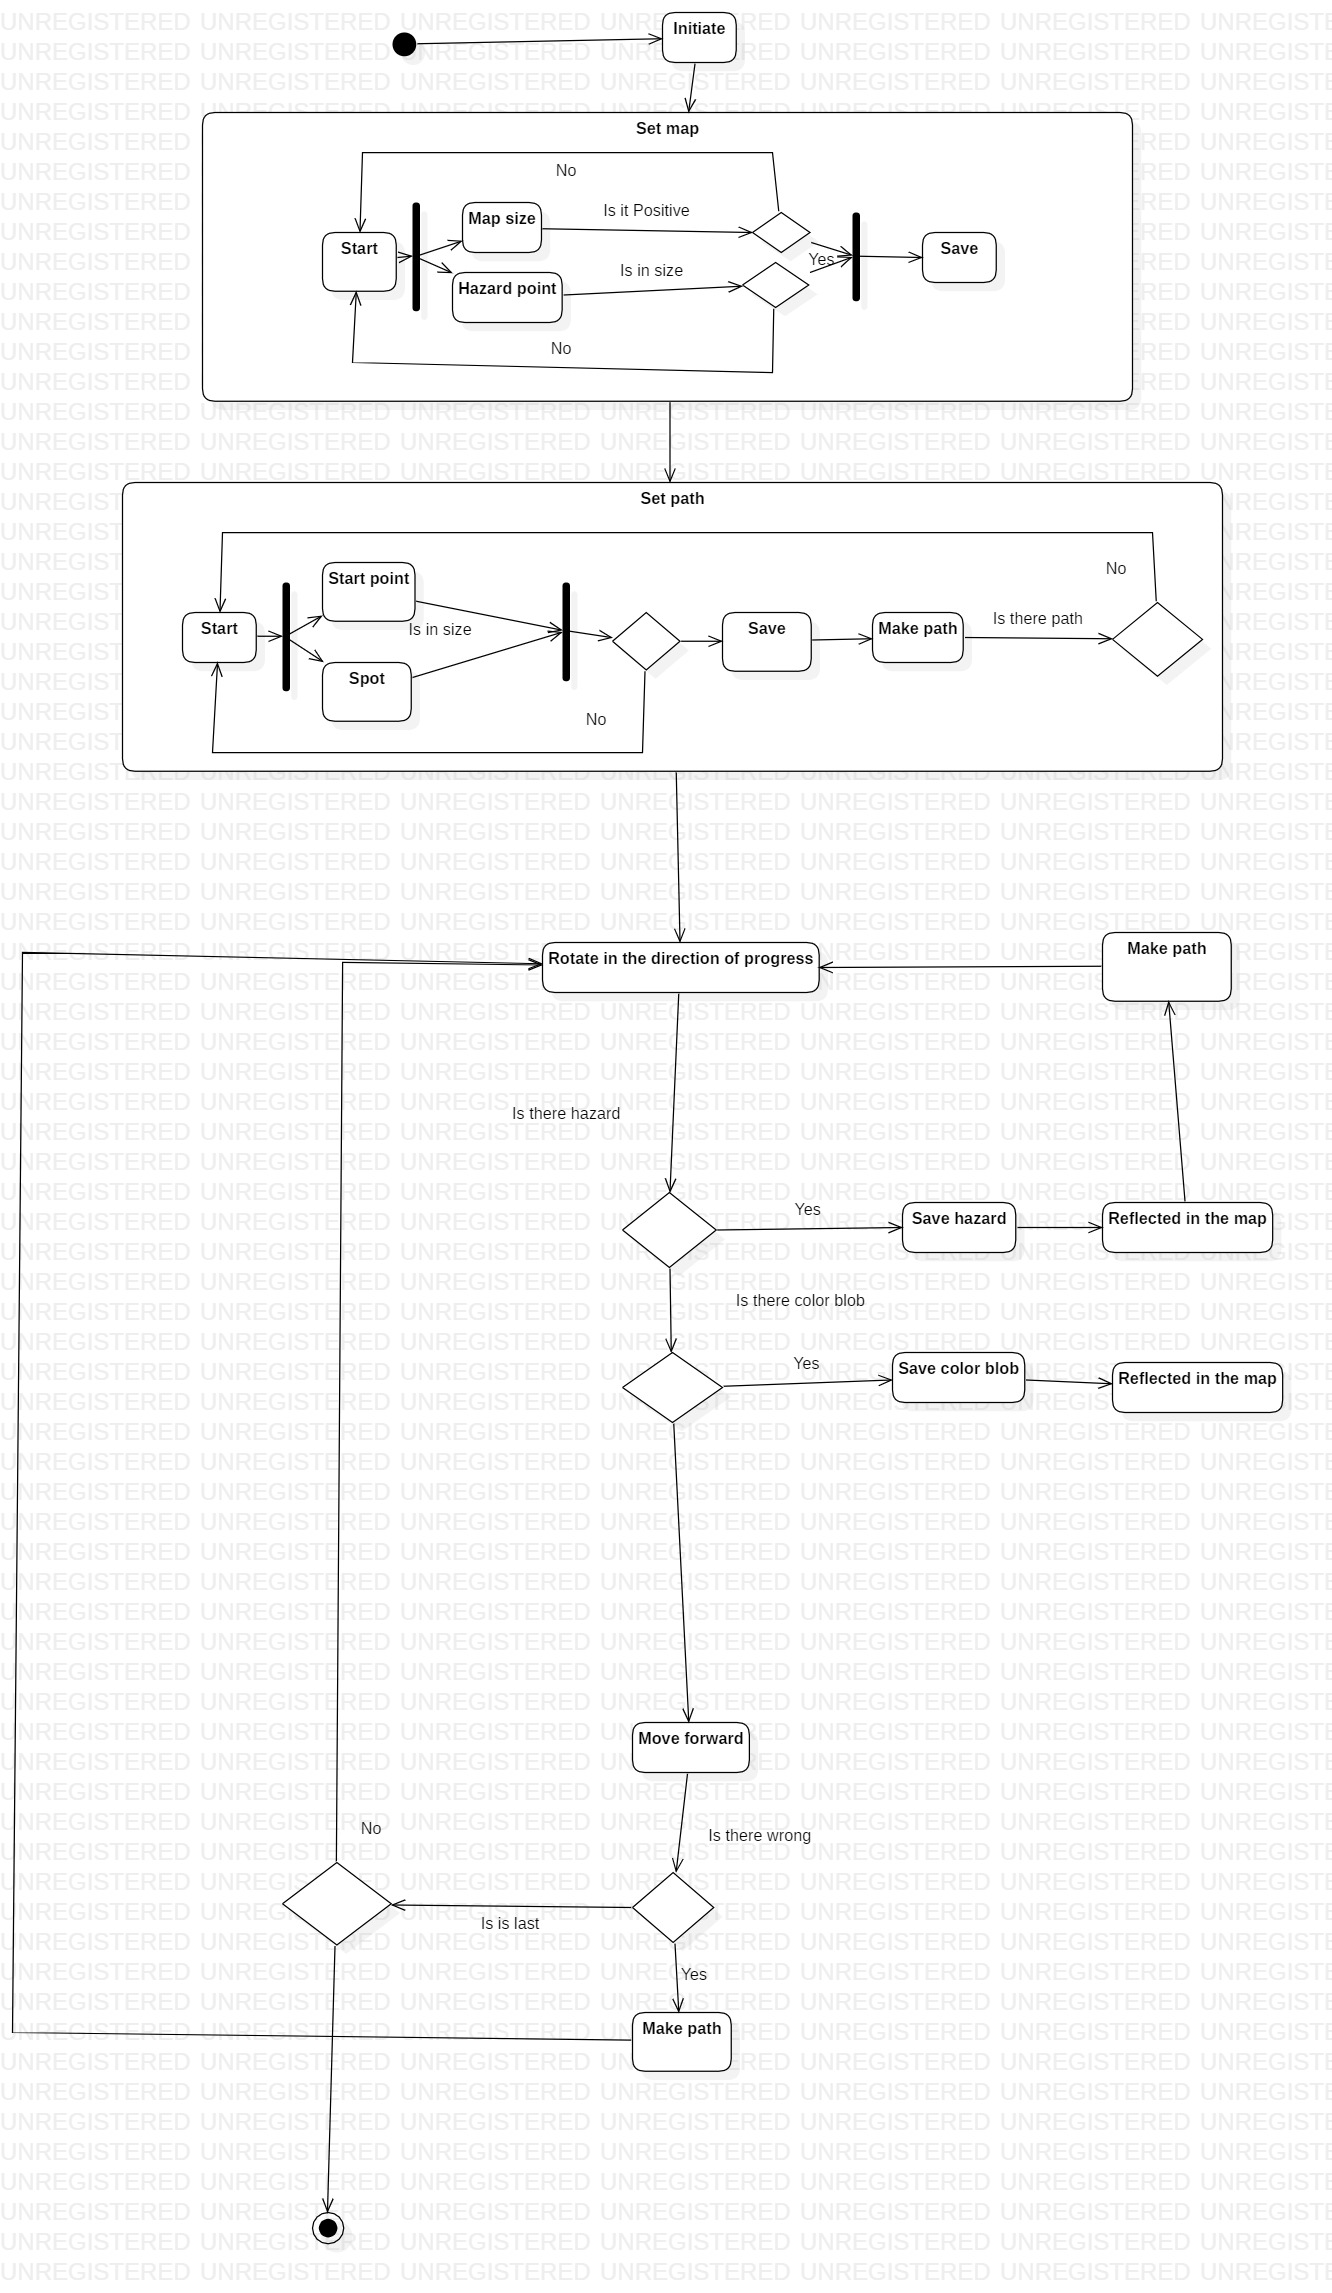 Initiate
Set map
No
Is it Positive
Map size
Start
Save
Yes
Is in size
Hazard point
No
Set path
No
Start point
Is in size
Start
Save
Make path
Is there path
Spot
No
Rotate in the direction of progress
Make path
Is there hazard
Yes
Save hazard
Reflected in the map
Is there color blob
Yes
Save color blob
Reflected in the map
Move forward
No
Is there wrong
Is is last
Yes
Make path
UNREGISTERED